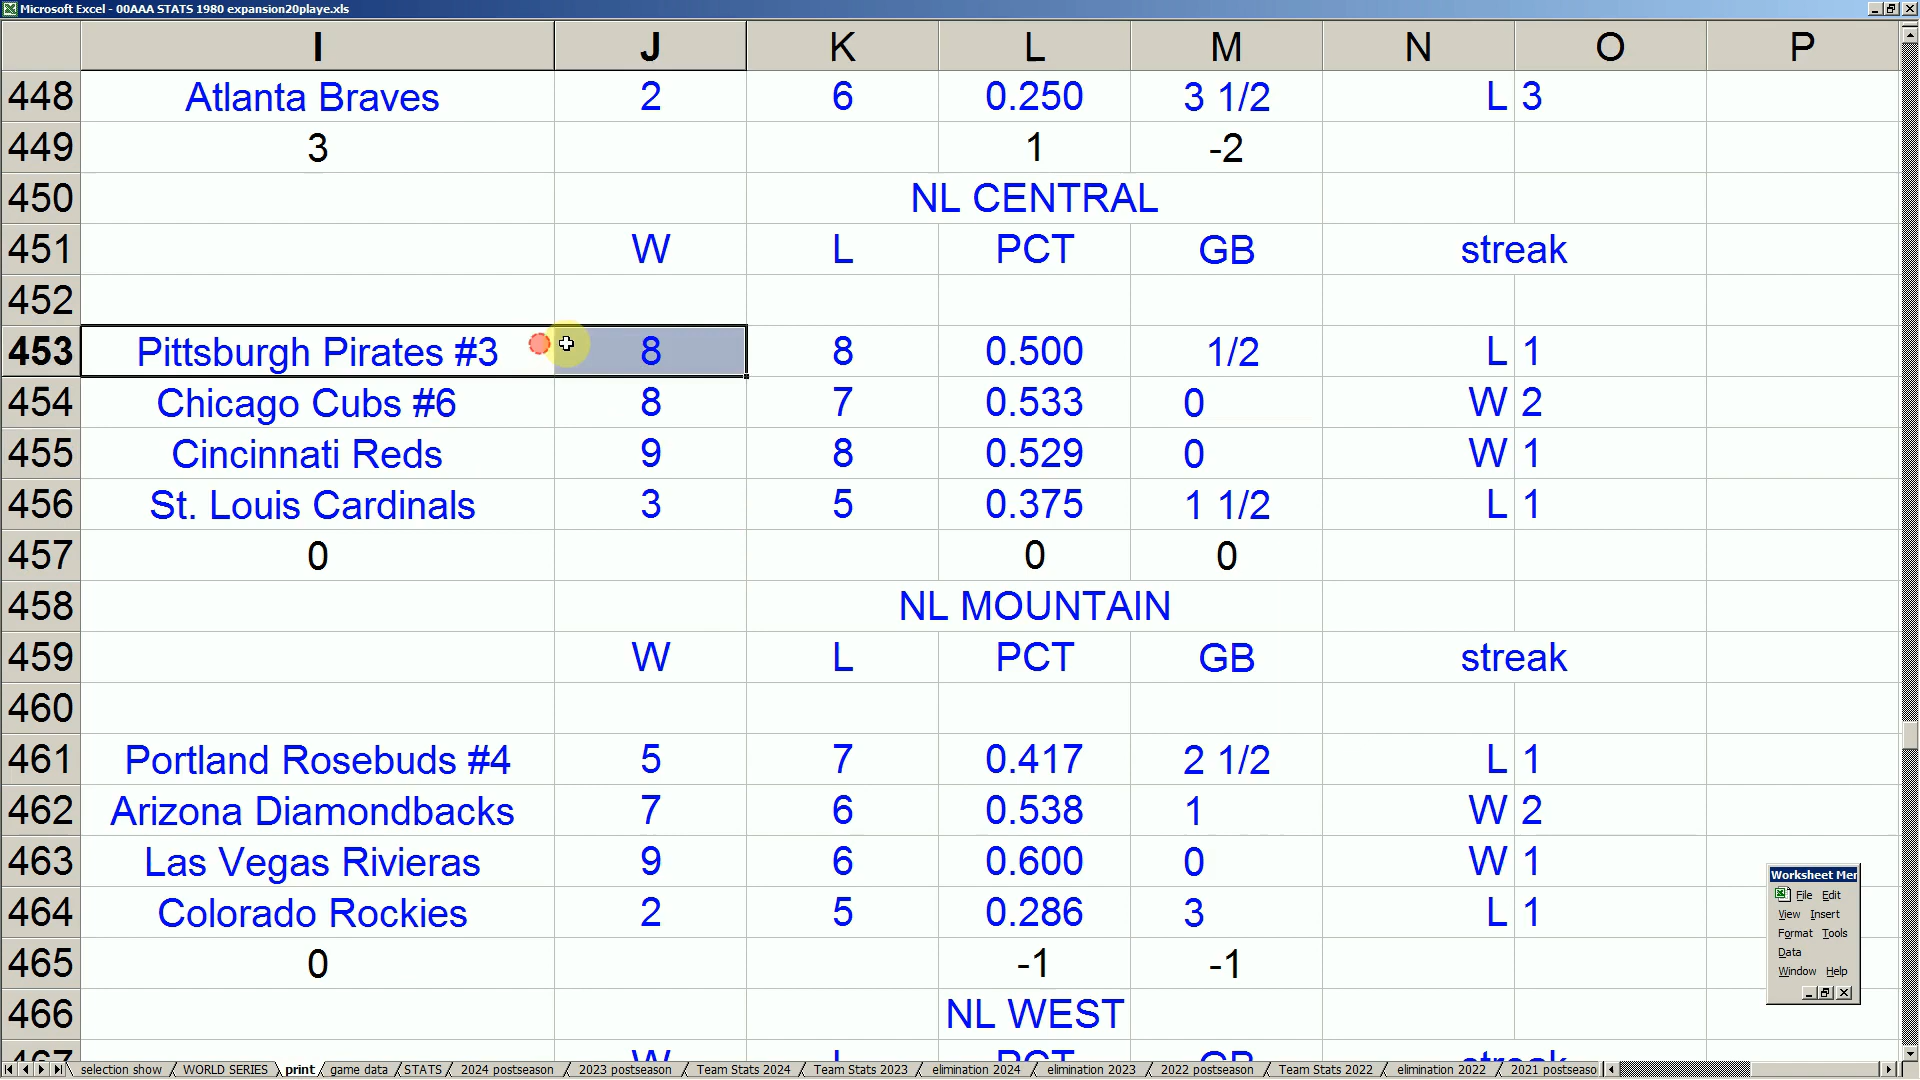 Microsoft Excel - 00AAA STATS 1980 expansion20playe.xls
I J K L M N O P
448 Atlanta Braves 2 6 0.250 3 1/2 L 3
449 3 1 -2
450 NL CENTRAL
451 W L PCT GB streak
452
453 Pittsburgh Pirates #3 8 8 0.500 1/2 L 1
454 Chicago Cubs #6 8 7 0.533 0 W 2
455 Cincinnati Reds 9 8 0.529 0 W 1
456 St. Louis Cardinals 3 5 0.375 1 1/2 L 1
457 0 0 0
458 NL MOUNTAIN
459 W L PCT GB streak
460
461 Portland Rosebuds #4 5 7 0.417 2 1/2 L 1
462 Arizona Diamondbacks 7 6 0.538 1 W 2
463 Las Vegas Rivieras 9 6 0.600 0 W 1
464 Colorado Rockies 2 5 0.286 3 L 1
465 0 -1 -1
466 NL WEST
467 W L PCT GB streak
Worksheet Mer
File Edit
View Insert
Format Tools
Data
Window Help
selection show WORLD SERIES print game data STATS 2024 postseason 2023 postseason Team Stats 2024 Team Stats 2023 elimination 2024 elimination 2023 2022 postseason Team Stats 2022 elimination 2022 2021 postseaso